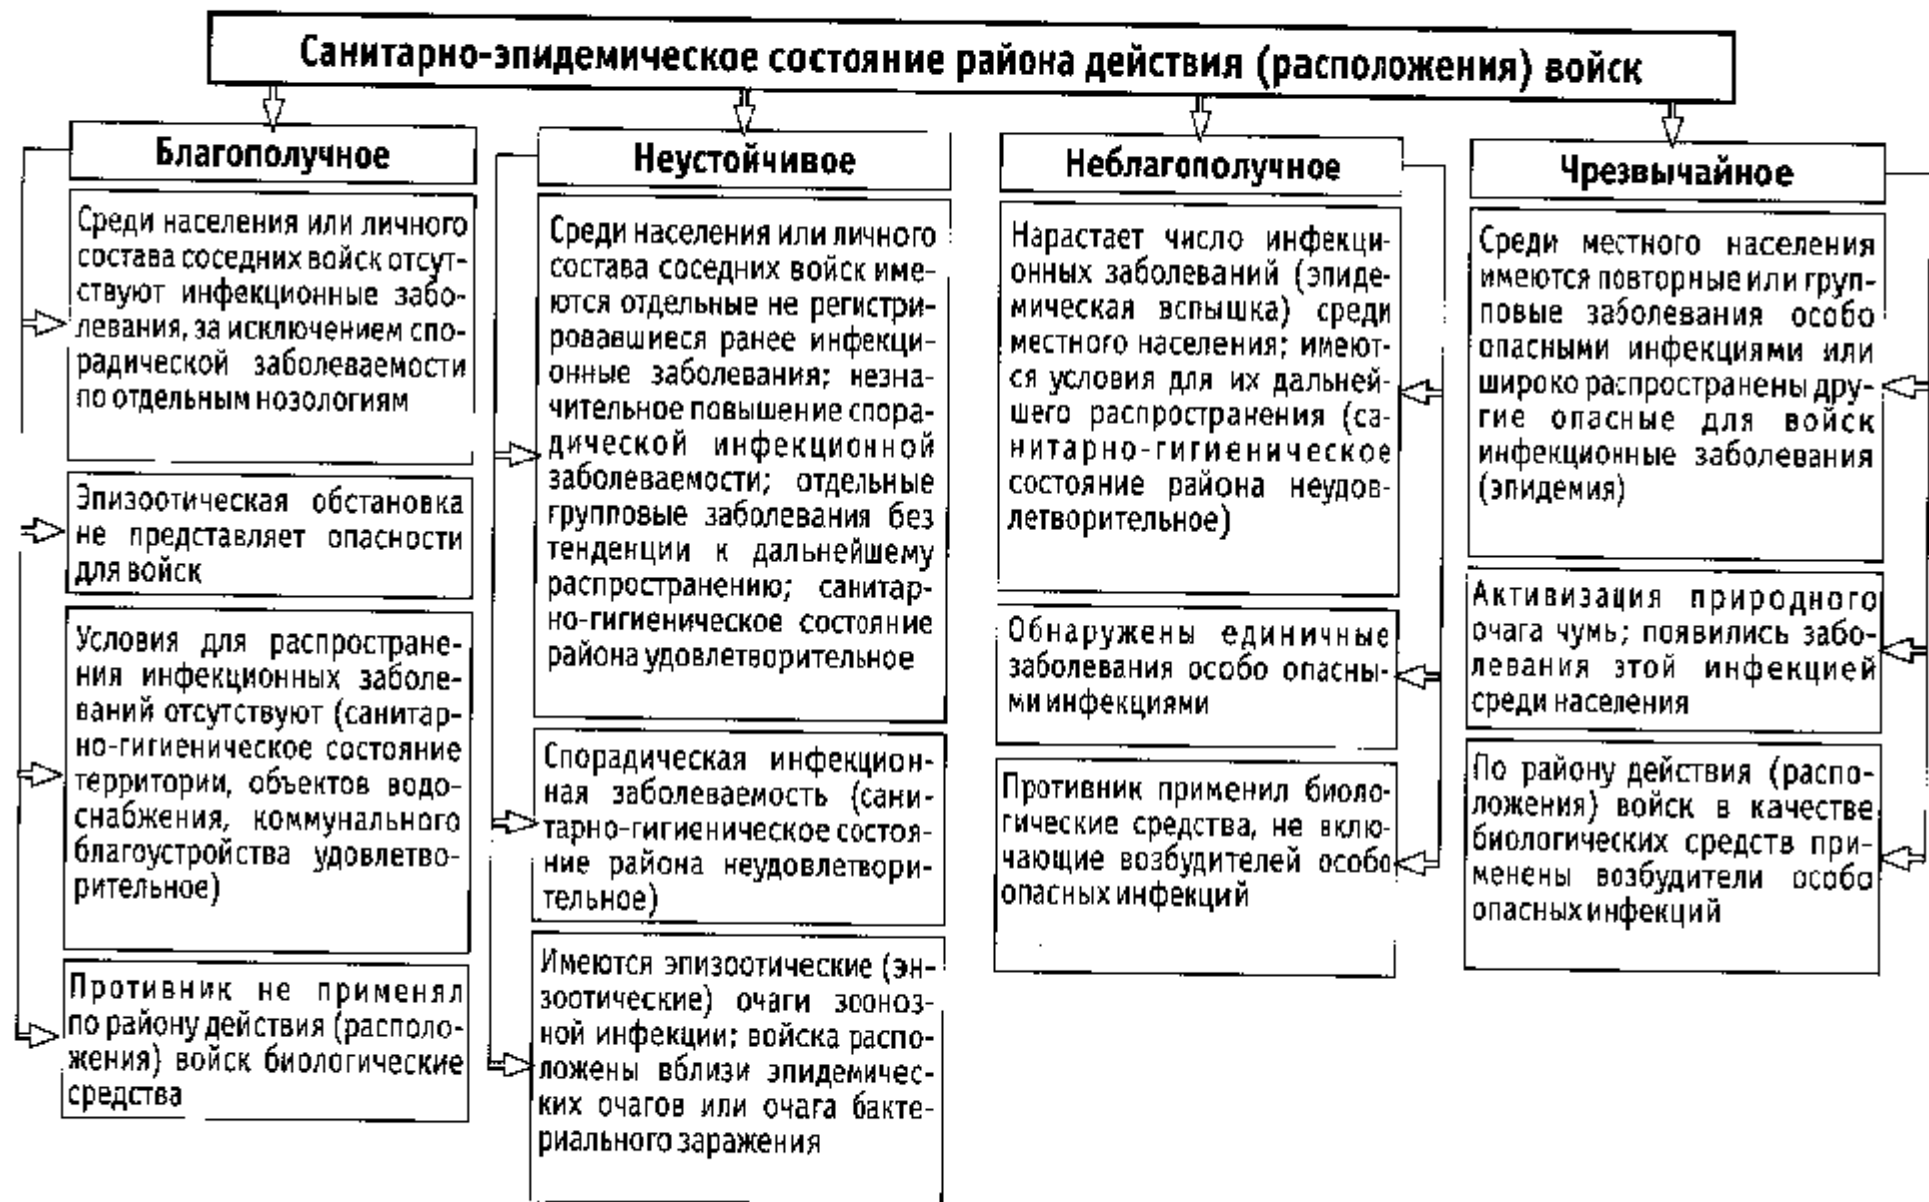 Санитарно-эпидемическое состояние района действия (расположения) войск
Благополучное
Среди населения или личного
состава соседних войск отсут-
ствуют инфекционные забо-
левания, за исключением спо-
радической заболеваемости
по отдельным нозологиям
Эпизоотическая обстановка
не представляет опасности
для войск
Условия для распростране-
ния инфекционных заболе-
ваний отсутствуют (санитар-
но-гигиеническое состояние
территории, объектов водо-
снабжения, коммунального
благоустройства удовлетво-
рительное)
Противник не применял
по району действия (располо-
жения) войск биологические
средства
Неустойчивое
Среди населения или личного
состава соседних войск име-
ются отдельные не регистри-
ровавшиеся ранее инфекци-
онные заболевания; незна-
чительное повышение спора-
дической инфекционной
заболеваемости; отдельные
групповые заболевания без
тенденции к дальнейшему
распространению; санитар-
но-гигиеническое состояние
района удовлетворительное
Спорадическая инфекцион-
ная заболеваемость (сани-
тарно-гигиеническое состоя-
ние района неудовлетвори-
тельное)
Имеются эпизоотические (эн-
зоотические) очаги зооноз-
ной инфекции; войска распо-
ложены вблизи эпидемичес-
ких очагов или очага бакте-
риального заражения
Неблагополучное
Нарастает число инфекци-
онных заболеваний (эпиде-
мическая вспышка) среди
местного населения; имеют-
ся условия для их дальней-
шего распространения (са-
нитарно-гигиеническое
состояние района неудов-
летворительное)
Обнаружены единичные
заболевания особо опасны-
ми инфекциями
Противник применил биоло-
гические средства, не вклю-
чающие возбудителей особо
опасных инфекций
Чрезвычайное
Среди местного населения
имеются повторные или груп-
повые заболевания особо
опасными инфекциями или
широко распространены дру-
гие опасные для войск
инфекционные заболевания
(эпидемия)
Активизация природного
очага чумь; появились забо-
левания этой инфекцией
среди населения
По району действия (распо-
ложения) войск в качестве
биологических средств при-
менены возбудители особо
опасных инфекций